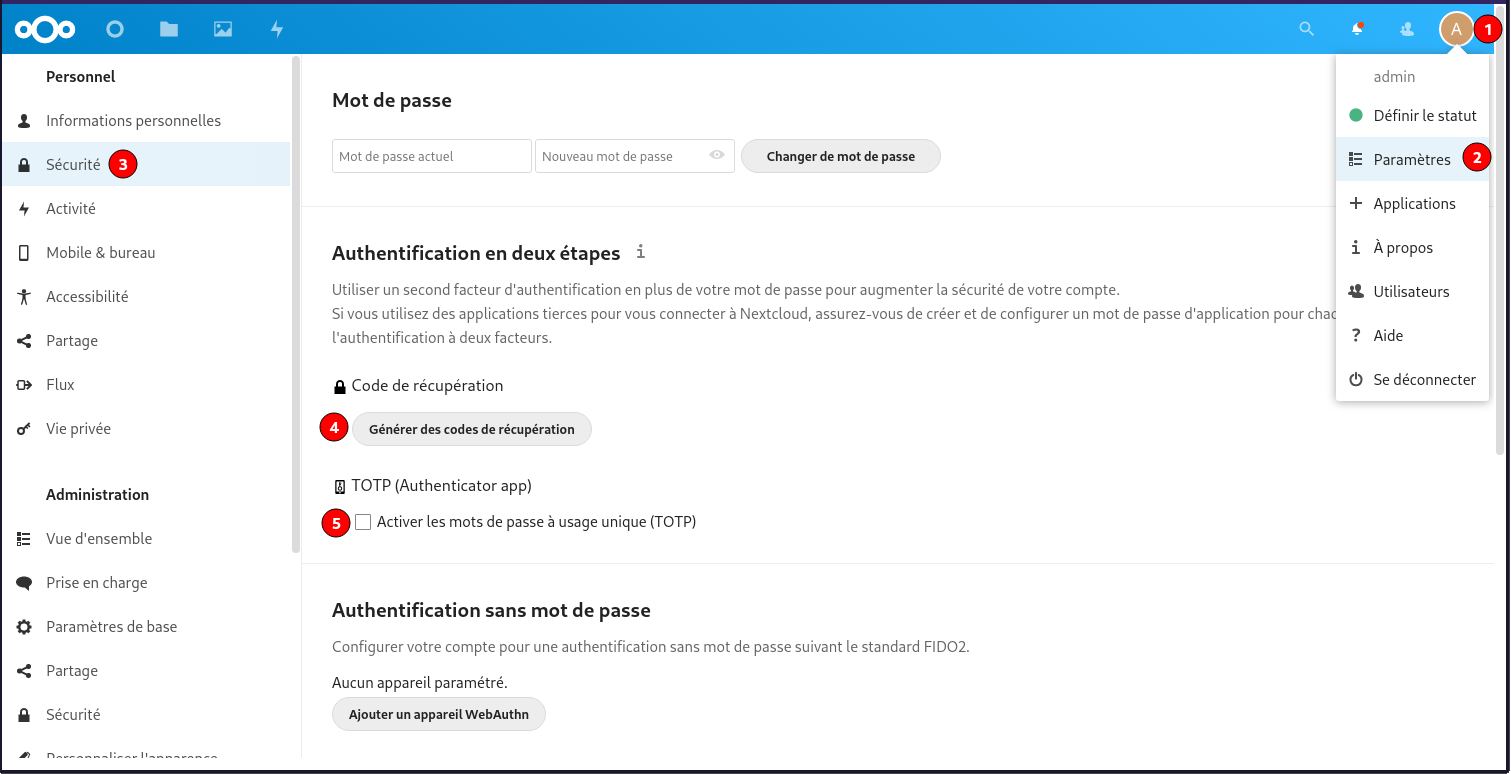 A
1
admin
Définir le statut
Paramètres
2
Applications
À propos
Utilisateurs
Aide
Se déconnecter
Personnel
Informations personnelles
Sécurité
3
Activité
Mobile & bureau
Accessibilité
Partage
Flux
Vie privée
Administration
Vue d'ensemble
Prise en charge
Paramètres de base
Partage
Sécurité
Personnaliser l'apparence
Mot de passe
Mot de passe actuel
Nouveau mot de passe
Changer de mot de passe
Authentification en deux étapes
Utiliser un second facteur d'authentification en plus de votre mot de passe pour augmenter la sécurité de votre compte.
Si vous utilisez des applications tierces pour vous connecter à Nextcloud, assurez-vous de créer et de configurer un mot de passe d'application pour
l'authentification à deux facteurs.
Code de récupération
4
Générer des codes de récupération
TOTP (Authenticator app)
5
Activer les mots de passe à usage unique (TOTP)
Authentification sans mot de passe
Configurer votre compte pour une authentification sans mot de passe suivant le standard FIDO2.
Aucun appareil paramétré.
Ajouter un appareil WebAuthn